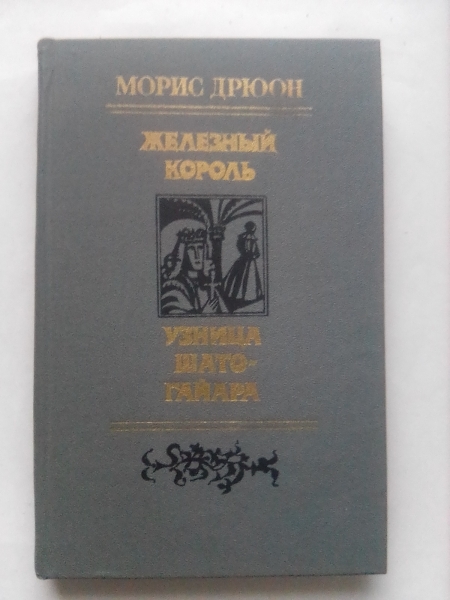 МОРИС ДРЮОН
ЖЕЛЕЗНЫЙ
КОРОЛЬ
УЗНИЦА
ШАТО-
ГАЙАРА